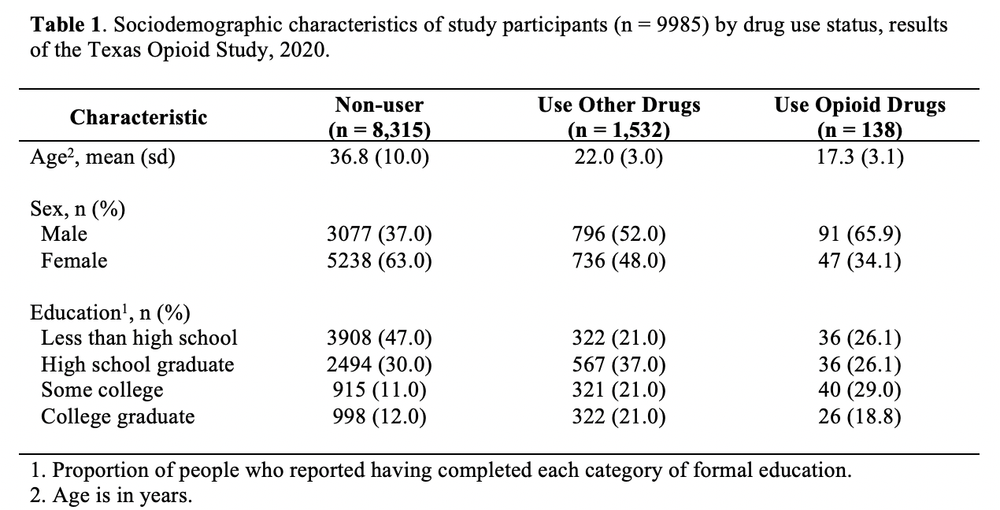 Table 1. Sociodemographic characteristics of study participants (n = 9985) by drug use status, results
of the Texas Opioid Study, 2020.
Characteristic Non-user (n = 8,315) Use Other Drugs (n = 1,532) Use Opioid Drugs (n = 138)
Age², mean (sd) 36.8 (10.0) 22.0 (3.0) 17.3 (3.1)
Sex, n (%)
Male 3077 (37.0) 796 (52.0) 91 (65.9)
Female 5238 (63.0) 736 (48.0) 47 (34.1)
Education¹, n (%)
Less than high school 3908 (47.0) 322 (21.0) 36 (26.1)
High school graduate 2494 (30.0) 567 (37.0) 36 (26.1)
Some college 915 (11.0) 321 (21.0) 40 (29.0)
College graduate 998 (12.0) 322 (21.0) 26 (18.8)
1. Proportion of people who reported having completed each category of formal education.
2. Age is in years.